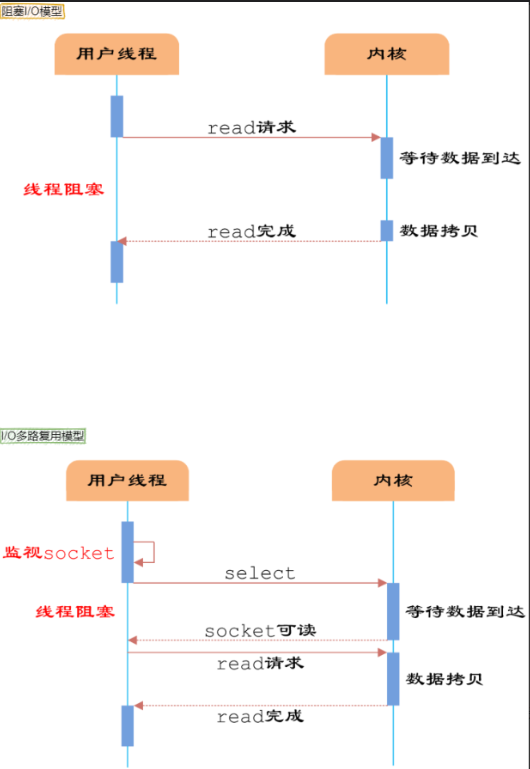 阻塞I/O模型
用户线程
内核
read请求
等待数据到达
线程阻塞
read完成
数据拷贝
I/O多路复用模型
用户线程
内核
监视socket
select
线程阻塞
等待数据到达
socket可读
read请求
数据拷贝
read完成